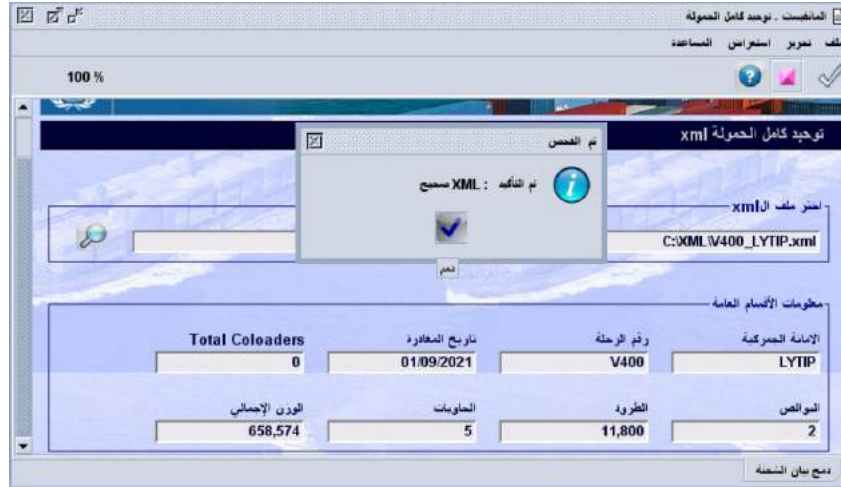 المانفيست . توحيد كامل الحمولة
ملف تحرير استعراض المساعدة
100 %
توحيد كامل الحمولة xml
تم الفحص
تم التأكيد : XML صحيح
نعم
اختر ملف الxml
C:\XML\V400_LYTIP.xml
معلومات الأقسام العامة
الامانة الجمركية رقم الرحلة تاريخ المغادرة Total Coloaders
LYTIP V400 01/09/2021 0
البوالص الطرود الحاويات الوزن الإجمالي
2 11,800 5 658,574
دمج بيان الشحنة